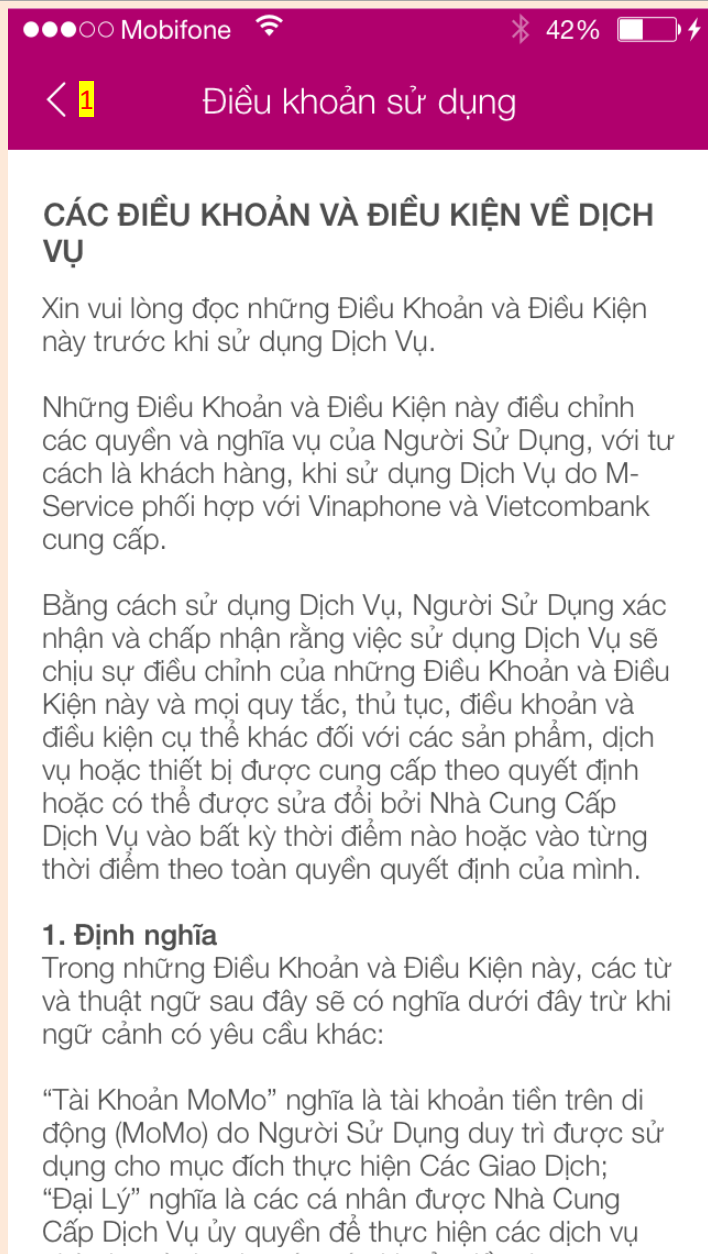 Mobifone 42%
1 Điều khoản sử dụng
CÁC ĐIỀU KHOẢN VÀ ĐIỀU KIỆN VỀ DỊCH
VỤ
Xin vui lòng đọc những Điều Khoản và Điều Kiện
này trước khi sử dụng Dịch Vụ.
Những Điều Khoản và Điều Kiện này điều chỉnh
các quyền và nghĩa vụ của Người Sử Dụng, với tư
cách là khách hàng, khi sử dụng Dịch Vụ do M-
Service phối hợp với Vinaphone và Vietcombank
cung cấp.
Bằng cách sử dụng Dịch Vụ, Người Sử Dụng xác
nhận và chấp nhận rằng việc sử dụng Dịch Vụ sẽ
chịu sự điều chỉnh của những Điều Khoản và Điều
Kiện này và mọi quy tắc, thủ tục, điều khoản và
điều kiện cụ thể khác đối với các sản phẩm, dịch
vụ hoặc thiết bị được cung cấp theo quyết định
hoặc có thể được sửa đổi bởi Nhà Cung Cấp
Dịch Vụ vào bất kỳ thời điểm nào hoặc vào từng
thời điểm theo toàn quyền quyết định của mình.
1. Định nghĩa
Trong những Điều Khoản và Điều Kiện này, các từ
và thuật ngữ sau đây sẽ có nghĩa dưới đây trừ khi
ngữ cảnh có yêu cầu khác:
“Tài Khoản MoMo” nghĩa là tài khoản tiền trên di
động (MoMo) do Người Sử Dụng duy trì được sử
dụng cho mục đích thực hiện Các Giao Dịch;
“Đại Lý” nghĩa là các cá nhân được Nhà Cung
Cấp Dịch Vụ ủy quyền để thực hiện các dịch vụ